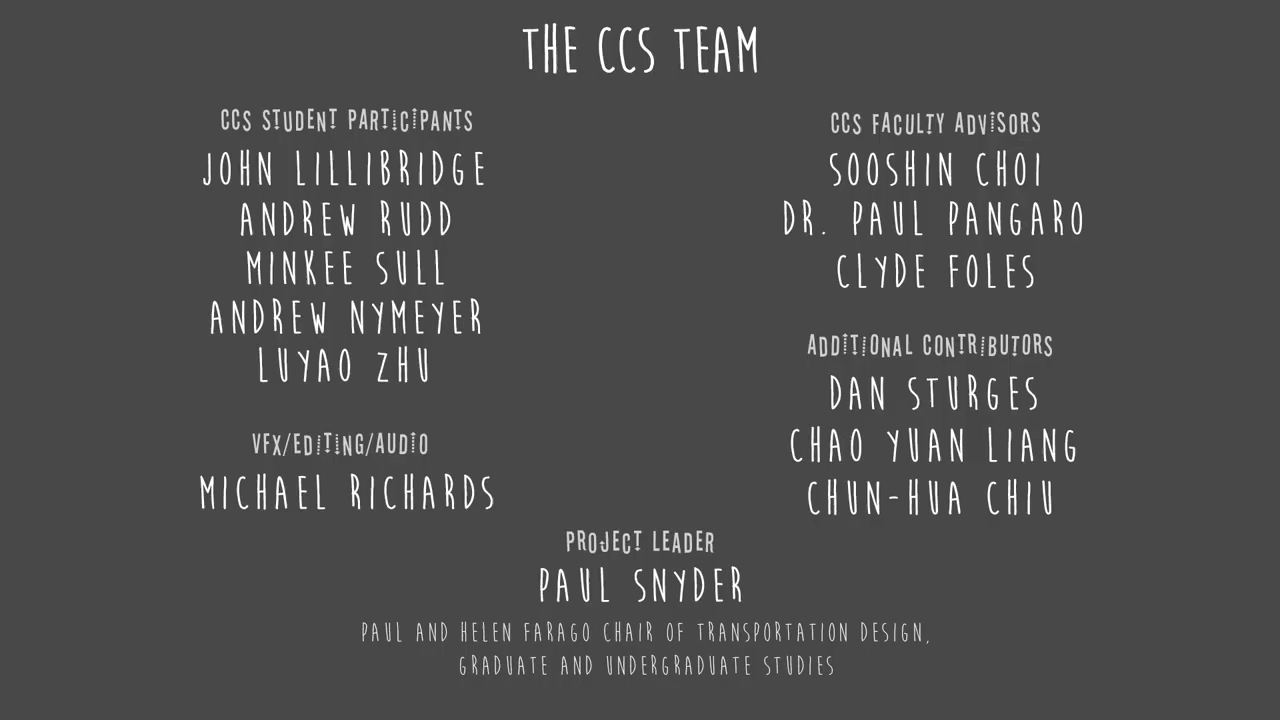 THE CCS TEAM
CCS STUDENT PARTICIPANTS
JOHN LILLIBRIDGE
ANDREW RUDD
MINKEE SULL
ANDREW NYMEYER
LUYAO ZHU
VFX/EDITING/AUDIO
MICHAEL RICHARDS
CCS FACULTY ADVISORS
SOOSHIN CHOI
DR. PAUL PANGARO
CLYDE FOLES
ADDITIONAL CONTRIBUTORS
DAN STURGES
CHAO YUAN LIANG
CHUN-HUA CHIU
PROJECT LEADER
PAUL SNYDER
PAUL AND HELEN FARAGO CHAIR OF TRANSPORTATION DESIGN,
GRADUATE AND UNDERGRADUATE STUDIES